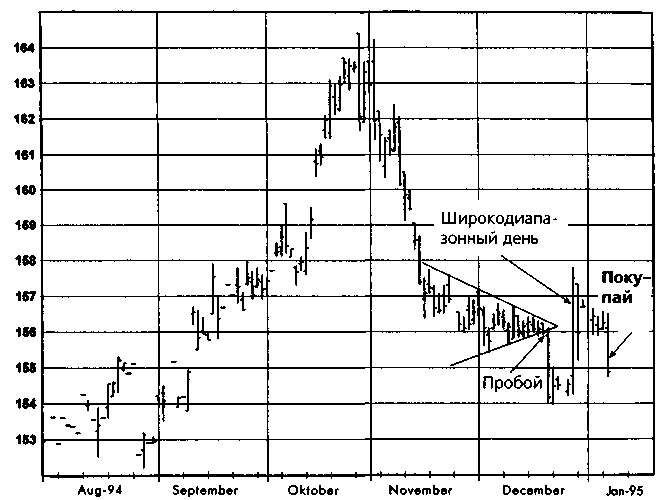 164
163
162
161
160
159
158
157
156
155
154
153
Широкодиапа-
зонный день
Поку-
пай
Пробой
Aug-94 September Oktober November December Jan-95